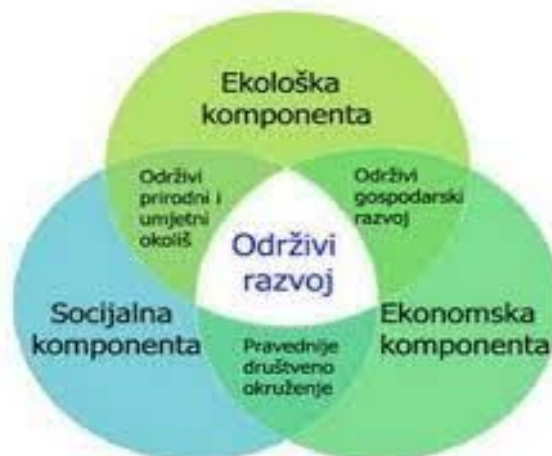 Ekološka
komponenta
Održivi
prirodni i
umjetni
okoliš
Održivi
gospodarski
razvoj
Održivi
razvoj
Socijalna
komponenta
Ekonomska
komponenta
Pravednije
društveno
okruženje